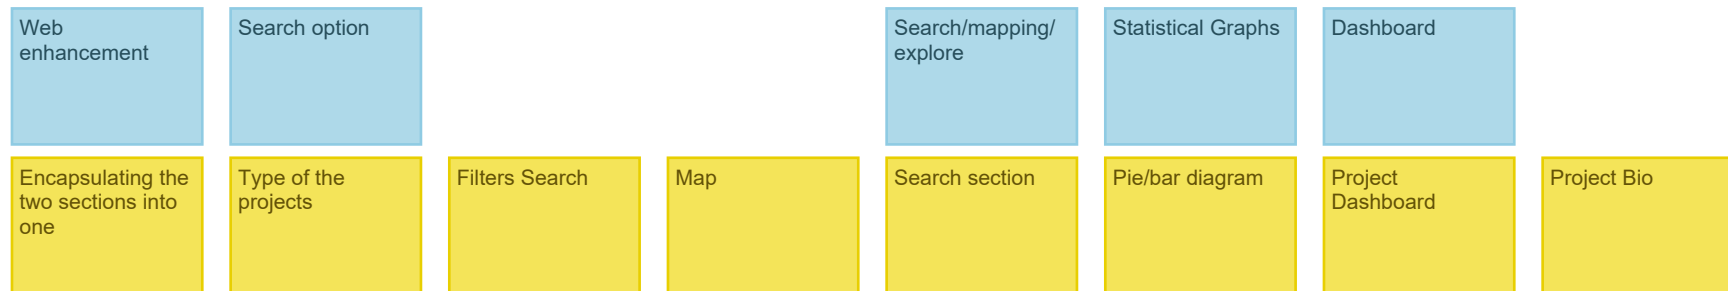 Web
enhancement
Search option
Search/mapping/
explore
Statistical Graphs
Dashboard
Encapsulating the
two sections into
one
Type of the
projects
Filters Search
Map
Search section
Pie/bar diagram
Project
Dashboard
Project Bio